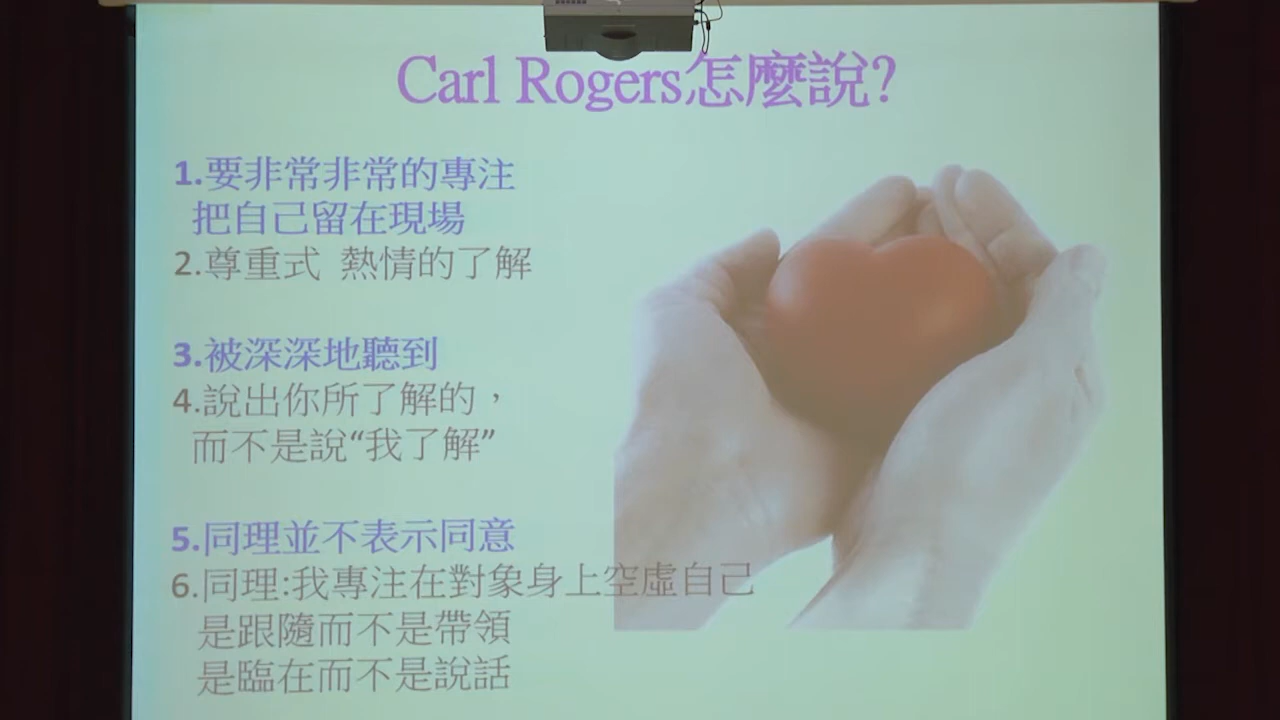 Carl Rogers怎麼說?
1.要非常非常的專注
把自己留在現場
2.尊重式 熱情的了解
3.被深深地聽到
4.說出你所了解的，
而不是說“我了解”
5.同理並不表示同意
6.同理:我專注在對象身上空虛自己
是跟隨而不是帶領
是臨在而不是說話